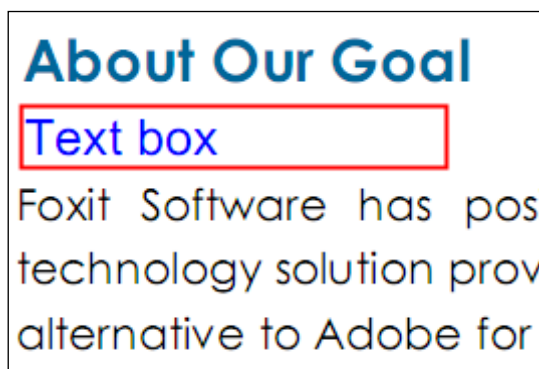 About Our Goal
Text box
Foxit Software has pos
technology solution prov
alternative to Adobe for